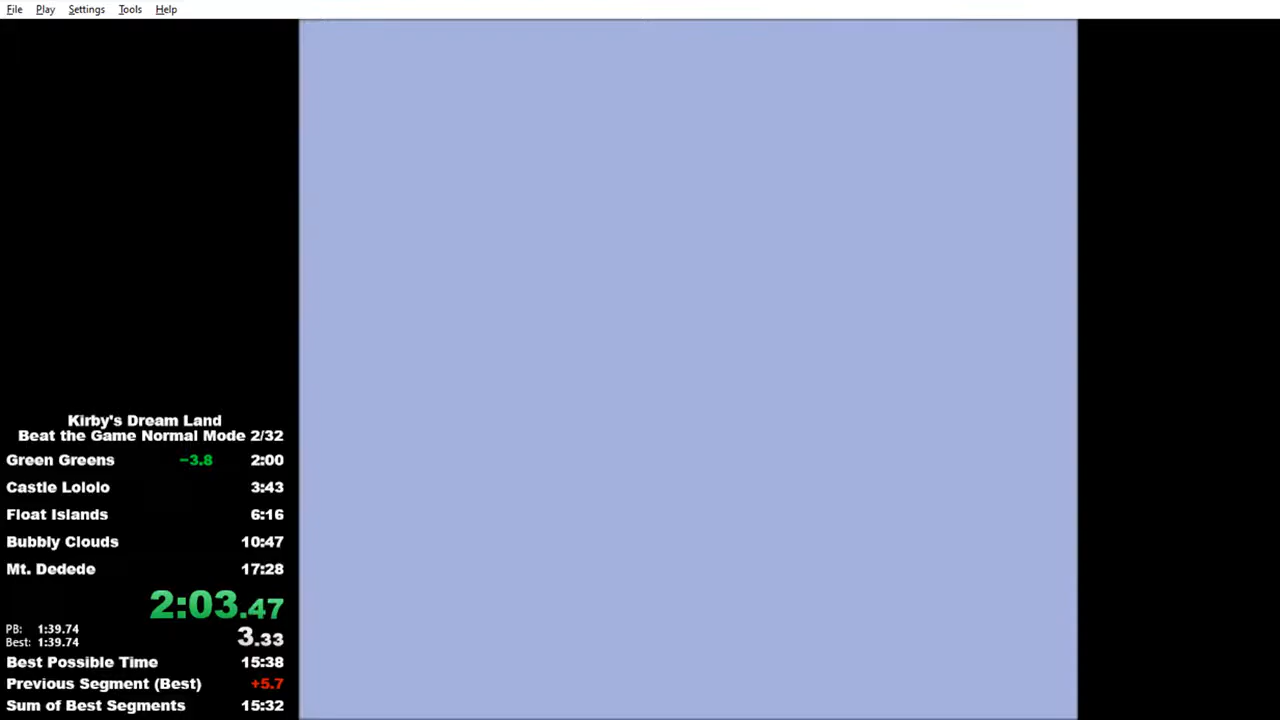 File Play Settings Tools Help
Kirby's Dream Land
Beat the Game Normal Mode 2/32
Green Greens −3.8 2:00
Castle Lololo 3:43
Float Islands 6:16
Bubbly Clouds 10:47
Mt. Dedede 17:28
2:03.47
PB: 1:39.74
Best: 1:39.74
3.33
Best Possible Time 15:38
Previous Segment (Best) +5.7
Sum of Best Segments 15:32